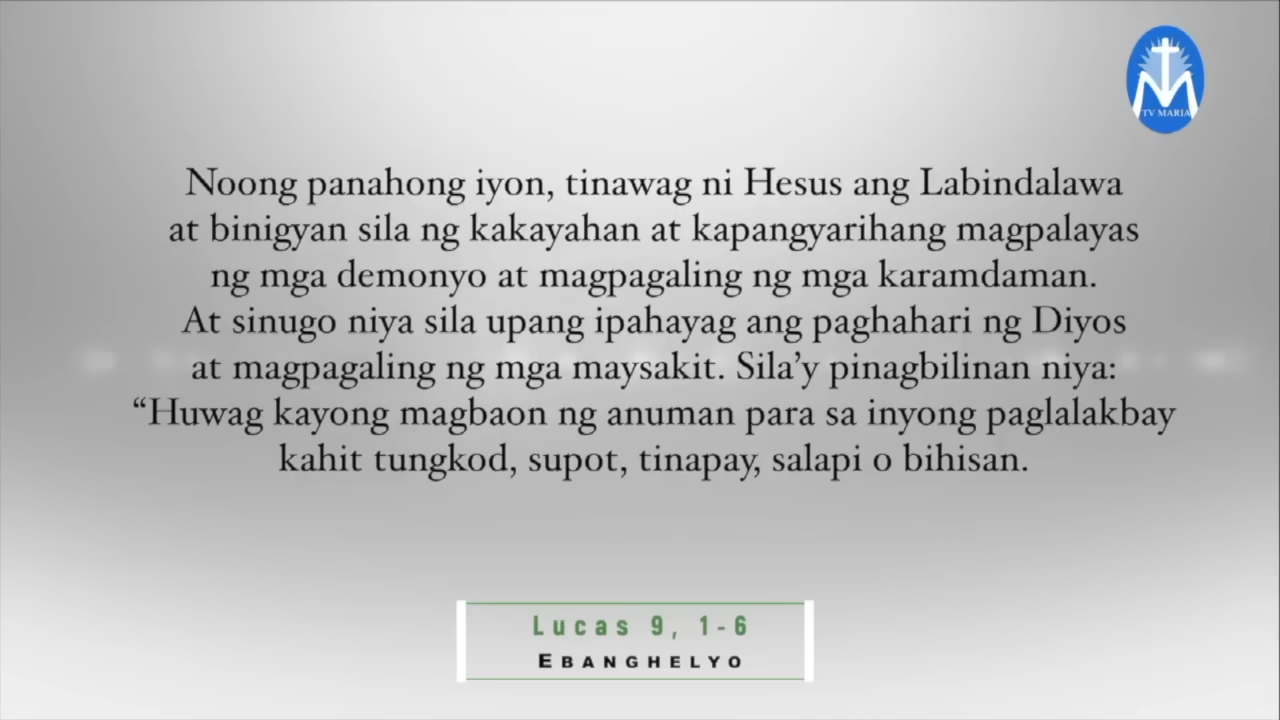 TV MARIA
Noong panahong iyon, tinawag ni Hesus ang Labindalawa
at binigyan sila ng kakayahan at kapangyarihang magpalayas
ng mga demonyo at magpagaling ng mga karamdaman.
At sinugo niya sila upang ipahayag ang paghahari ng Diyos
at magpagaling ng mga maysakit. Sila’y pinagbilinan niya:
“Huwag kayong magbaon ng anuman para sa inyong paglalakbay
kahit tungkod, supot, tinapay, salapi o bihisan.
Lucas 9, 1-6
EBANGHELYO